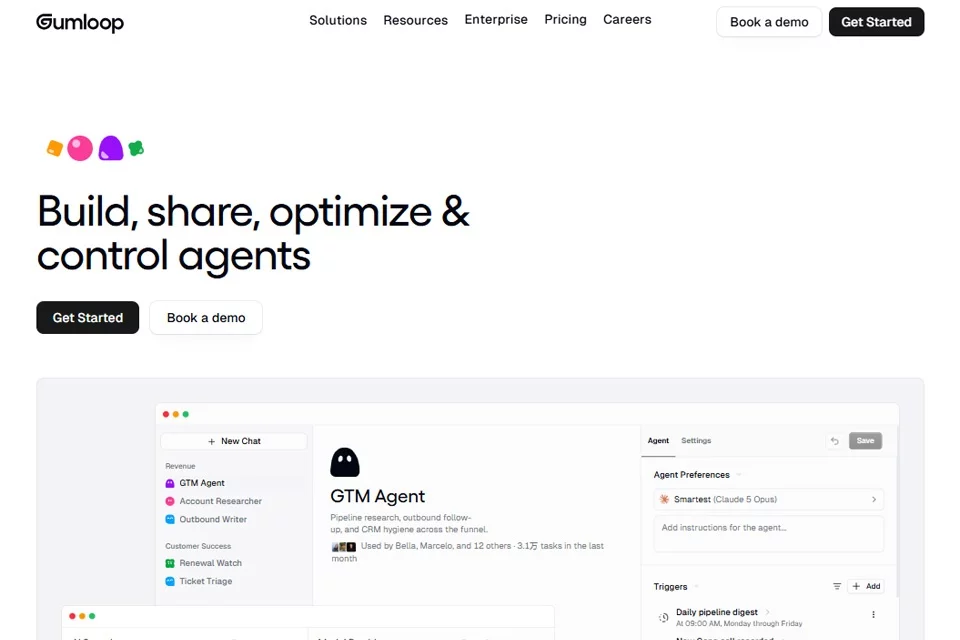 Gumloop
Solutions
Resources
Enterprise
Pricing
Careers
Book a demo
Get Started
Build, share, optimize &
control agents
Get Started
Book a demo
New Chat
Revenue
GTM Agent
Account Researcher
Outbound Writer
Customer Success
Renewal Watch
Ticket Triage
GTM Agent
Pipeline research, outbound follow-
up, and CRM hygiene across the funnel.
Used by Bella, Marcelo, and 12 others · 3.1万 tasks in the last
month
Agent
Settings
Save
Agent Preferences
Smartest (Claude 5 Opus)
Add instructions for the agent...
Triggers
Add
Daily pipeline digest
At 09:00 AM, Monday through Friday